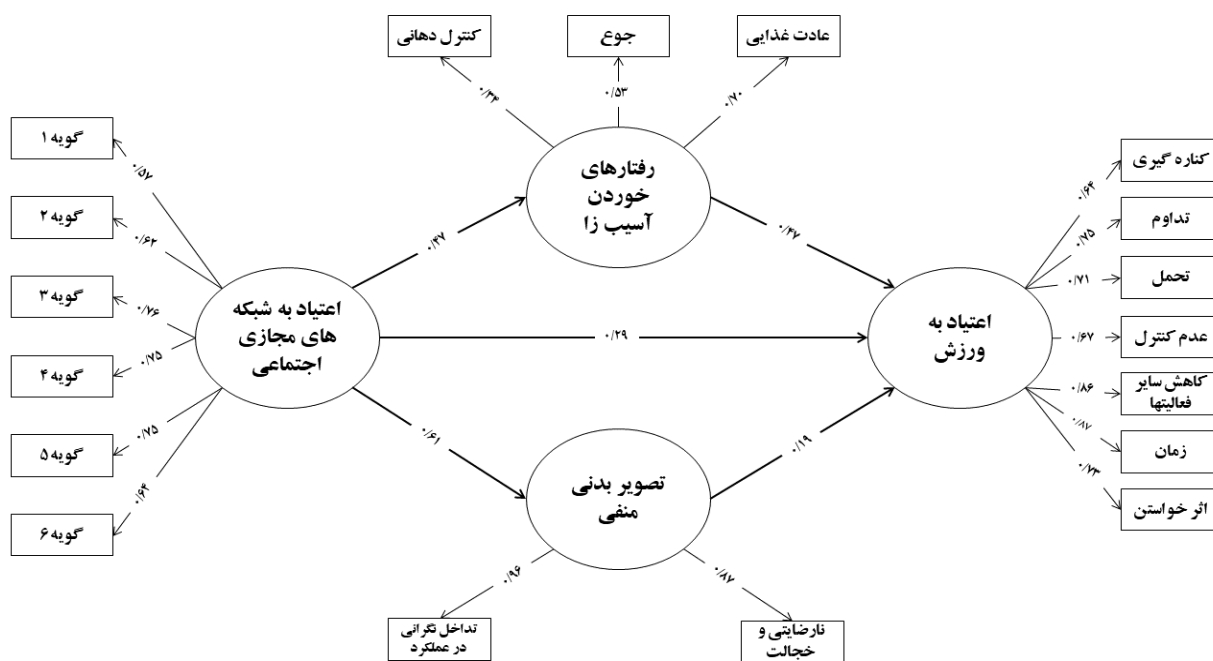 کنترل دهانی
جوع
عادت غذایی
۰/۳۴
۰/۵۳
۰/۷۰
رفتارهای
خوردن
آسیب زا
گویه ۱
گویه ۲
گویه ۳
گویه ۴
گویه ۵
گویه ۶
۰/۵۷
۰/۶۲
۰/۷۶
۰/۷۵
۰/۷۵
۰/۶۴
اعتیاد به شبکه
های مجازی
اجتماعی
۰/۴۷
۰/۲۹
۰/۶۱
۰/۴۷
۰/۱۹
اعتیاد به
ورزش
۰/۶۴
۰/۷۵
۰/۷۱
۰/۶۷
۰/۸۶
۰/۸۷
۰/۷۳
کناره گیری
تداوم
تحمل
عدم کنترل
کاهش سایر
فعالیتها
زمان
اثر خواستن
تصویر بدنی
منفی
۰/۹۶
۰/۸۷
تداخل نگرانی
در عملکرد
نارضایتی و
خجالت